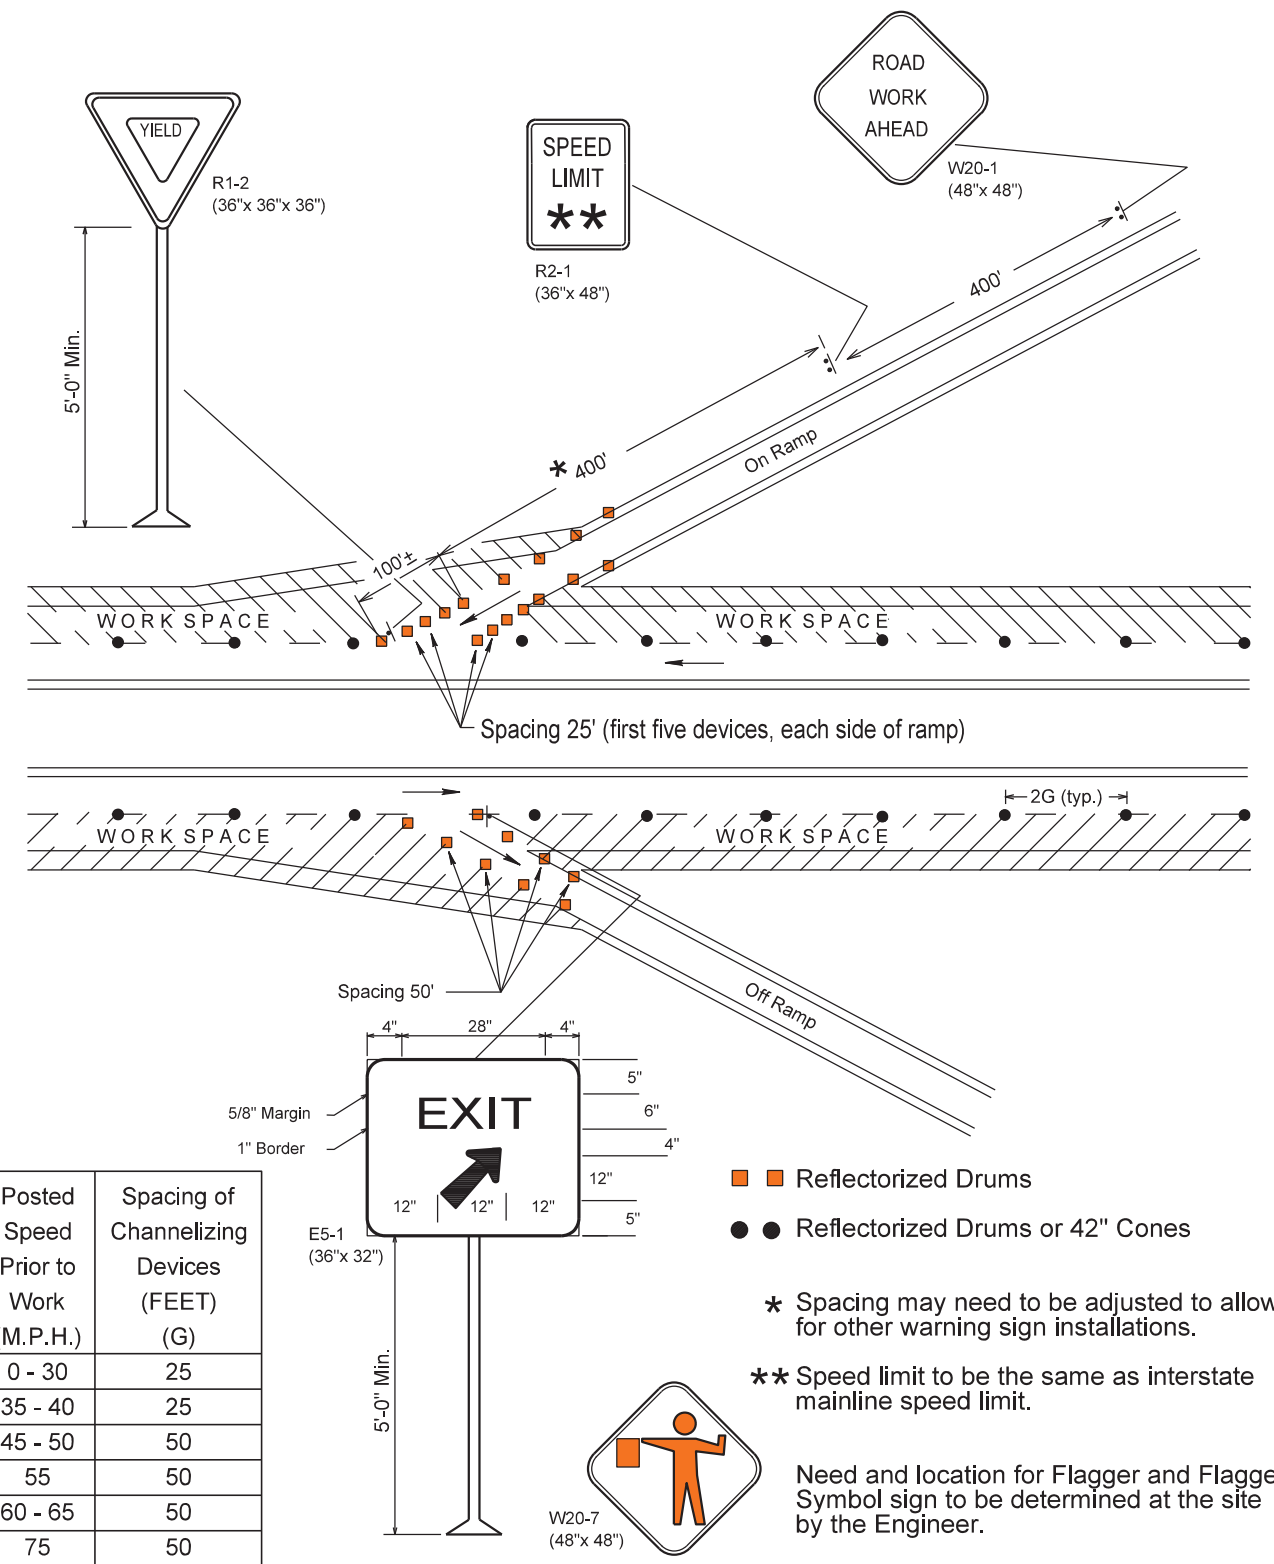 ROAD
WORK
AHEAD
W20-1
(48"x 48")
YIELD
R1-2
(36"x 36"x 36")
SPEED
LIMIT
**
R2-1
(36"x 48")
400'
5'-0" Min.
* 400'
On Ramp
100'±
WORK SPACE
WORK SPACE
Spacing 25' (first five devices, each side of ramp)
2G (typ.)
WORK SPACE
WORK SPACE
Spacing 50'
Off Ramp
4"
28"
4"
5/8" Margin
1" Border
EXIT
5"
6"
4"
12"
5"
12"
12"
12"
E5-1
(36"x 32")
5'-0" Min.
Posted
Speed
Prior to
Work
(M.P.H.)
Spacing of
Channelizing
Devices
(FEET)
(G)
0 - 30 25
35 - 40 25
45 - 50 50
55 50
60 - 65 50
75 50
Reflectorized Drums
Reflectorized Drums or 42" Cones
* Spacing may need to be adjusted to allow
for other warning sign installations.
** Speed limit to be the same as interstate
mainline speed limit.
W20-7
(48"x 48")
Need and location for Flagger and Flagge
Symbol sign to be determined at the site
by the Engineer.